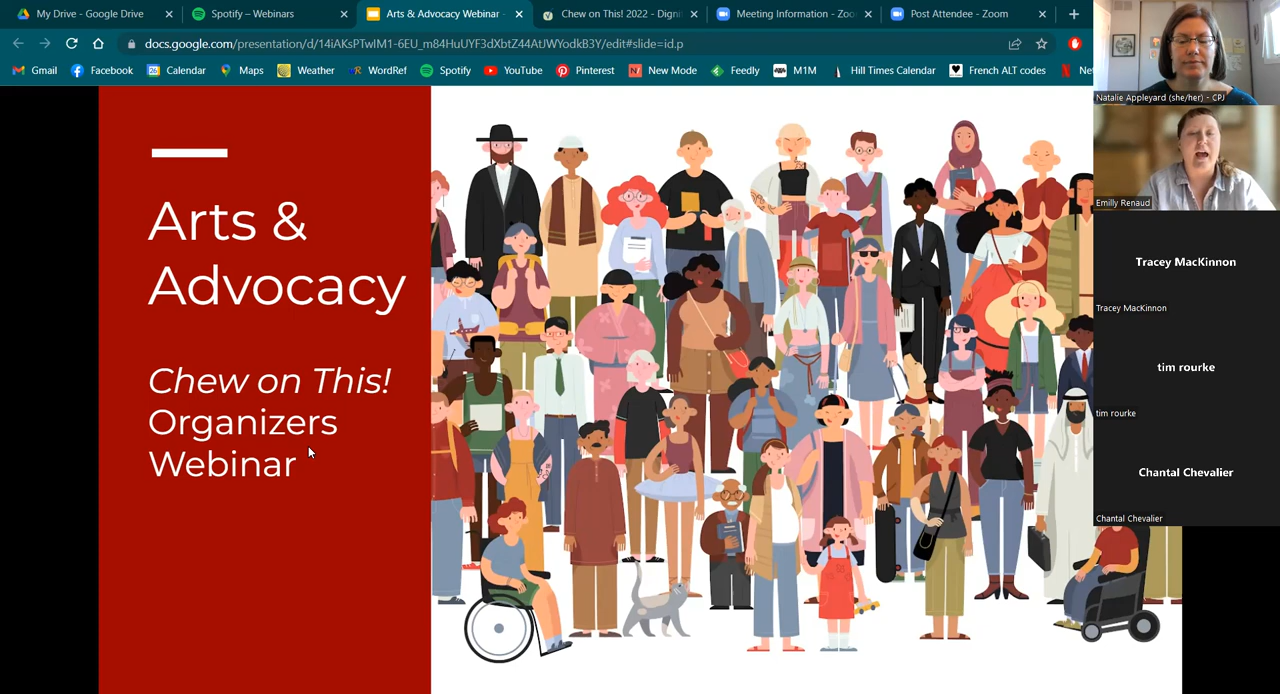 My Drive - Google Drive
Spotify – Webinars
Arts & Advocacy Webinar -
Chew on This! 2022 - Digni
Meeting Information - Zoo
Post Attendee - Zoom
docs.google.com/presentation/d/14iAKsPTwIM1-6EU_m84HuUYF3dXbtZ44AtJWYodkB3Y/edit#slide=id.p
Gmail
Facebook
Calendar
Maps
Weather
WordRef
Spotify
YouTube
Pinterest
New Mode
Feedly
M1M
Hill Times Calendar
French ALT codes
Net
Arts &
Advocacy
Chew on This!
Organizers
Webinar
Natalie Appleyard (she/her) - CPJ
Emilly Renaud
Tracey MacKinnon
Tracey MacKinnon
tim rourke
tim rourke
Chantal Chevalier
Chantal Chevalier